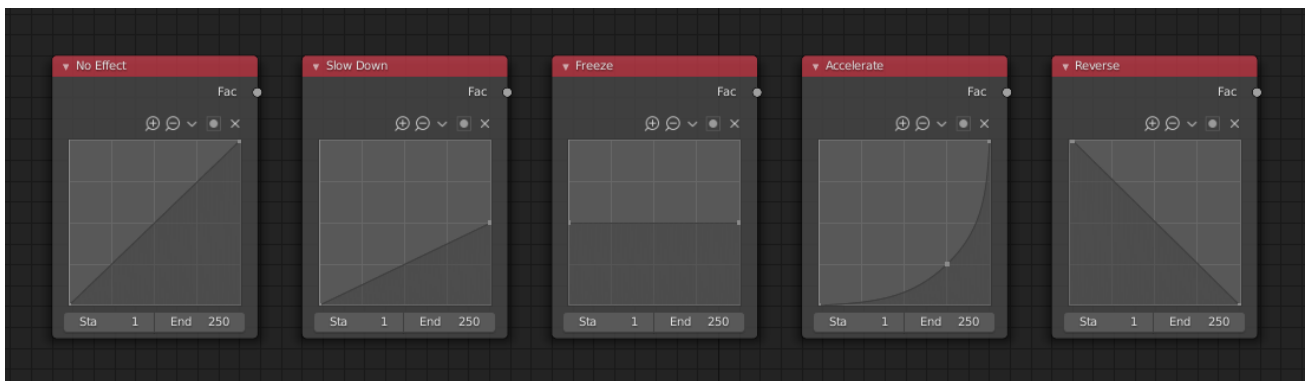 No Effect
Fac
Sta 1 End 250
Slow Down
Fac
Sta 1 End 250
Freeze
Fac
Sta 1 End 250
Accelerate
Fac
Sta 1 End 250
Reverse
Fac
Sta 1 End 250